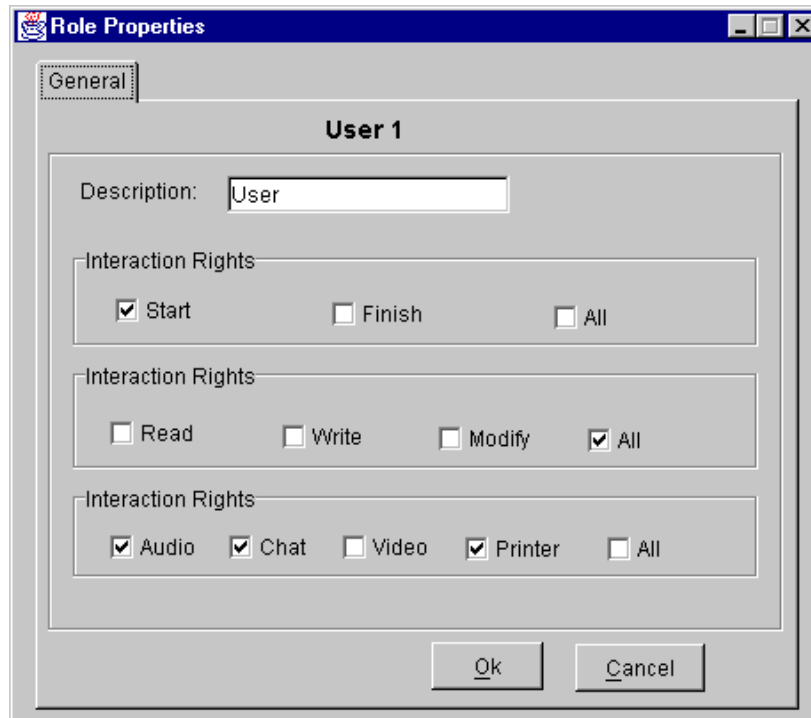 Role Properties
General
User 1
Description: User
Interaction Rights
Start Finish All
Interaction Rights
Read Write Modify All
Interaction Rights
Audio Chat Video Printer All
Ok Cancel